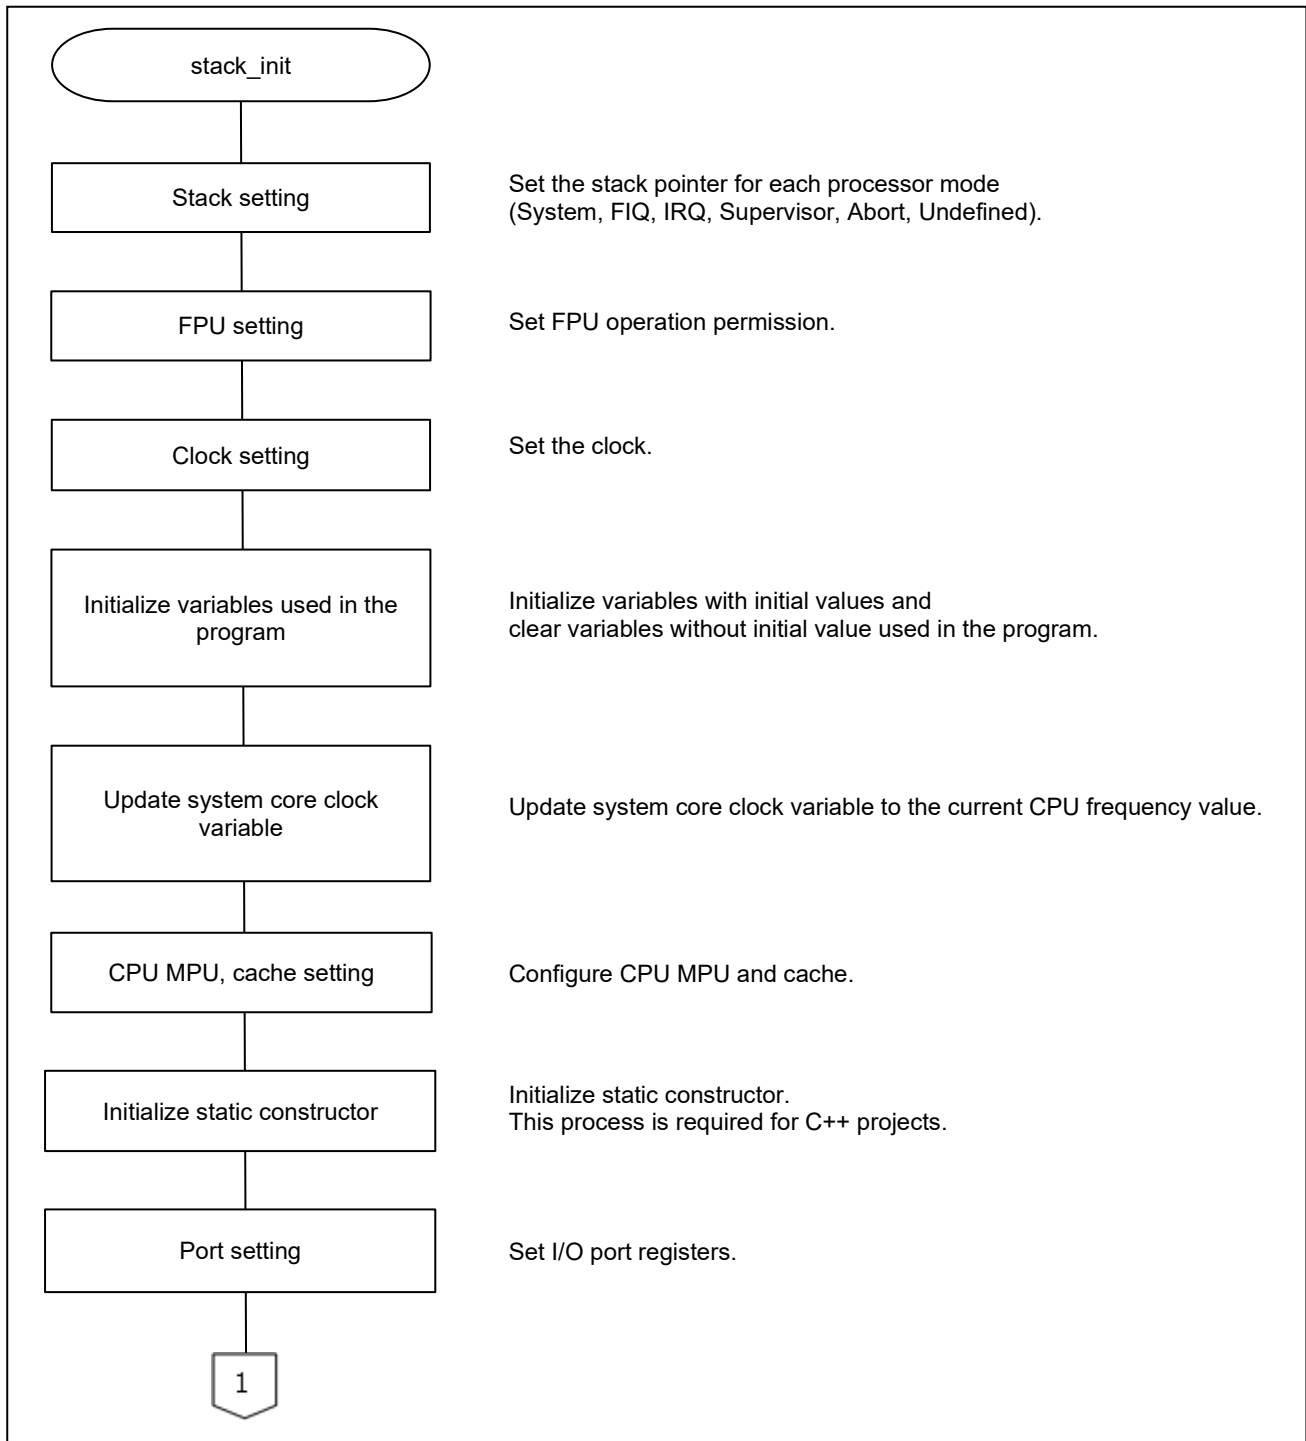 stack_init
Stack setting
Set the stack pointer for each processor mode
(System, FIQ, IRQ, Supervisor, Abort, Undefined).
FPU setting
Set FPU operation permission.
Clock setting
Set the clock.
Initialize variables used in the
program
Initialize variables with initial values and
clear variables without initial value used in the program.
Update system core clock
variable
Update system core clock variable to the current CPU frequency value.
CPU MPU, cache setting
Configure CPU MPU and cache.
Initialize static constructor
Initialize static constructor.
This process is required for C++ projects.
Port setting
Set I/O port registers.
1